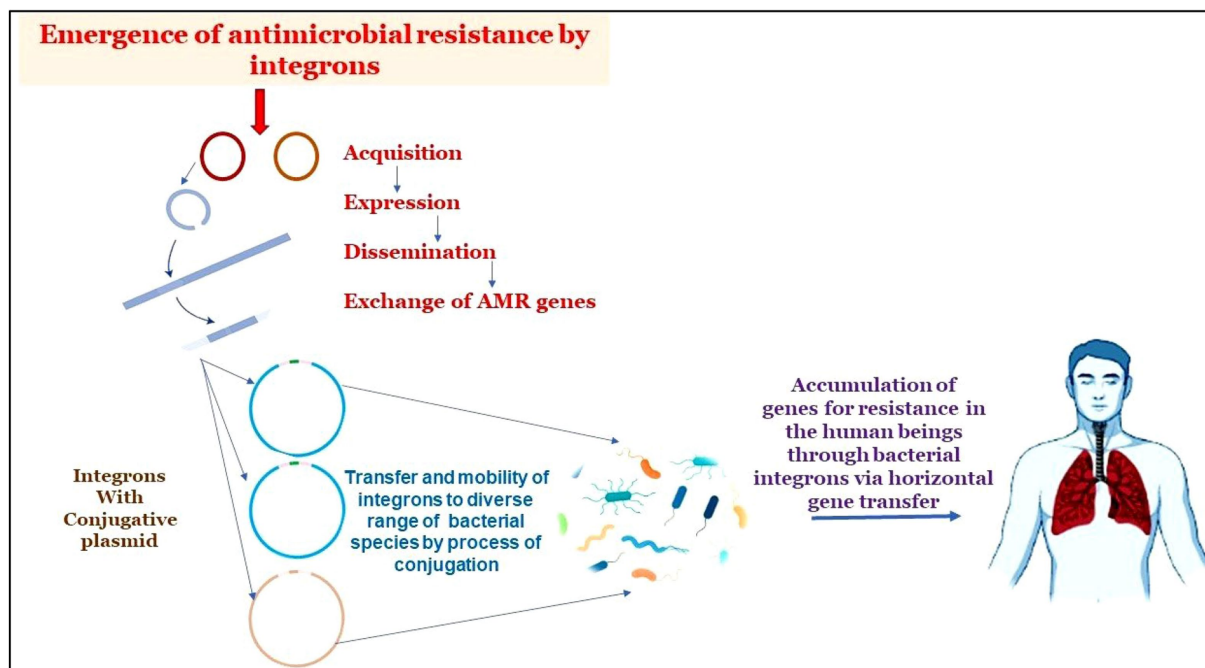 Emergence of antimicrobial resistance by
integrons
Acquisition
Expression
Dissemination
Exchange of AMR genes
Integrons
With
Conjugative
plasmid
Transfer and mobility of
integrons to diverse
range of bacterial
species by process of
conjugation
Accumulation of
genes for resistance in
the human beings
through bacterial
integrons via horizontal
gene transfer